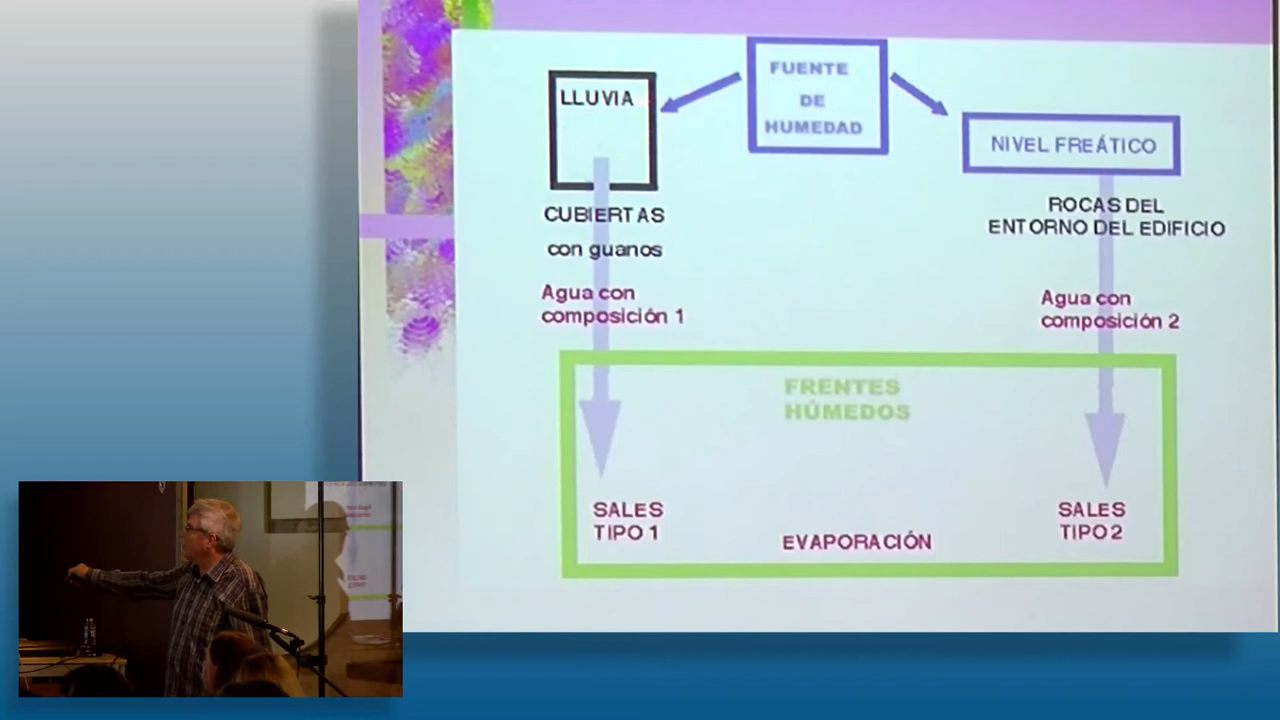 FUENTE
DE
HUMEDAD
LLUVIA
NIVEL FREÁTICO
CUBIERTAS
con guanos
ROCAS DEL
ENTORNO DEL EDIFICIO
Agua con
composición 1
Agua con
composición 2
FRENTES
HÚMEDOS
SALES
TIPO 1
EVAPORACIÓN
SALES
TIPO 2